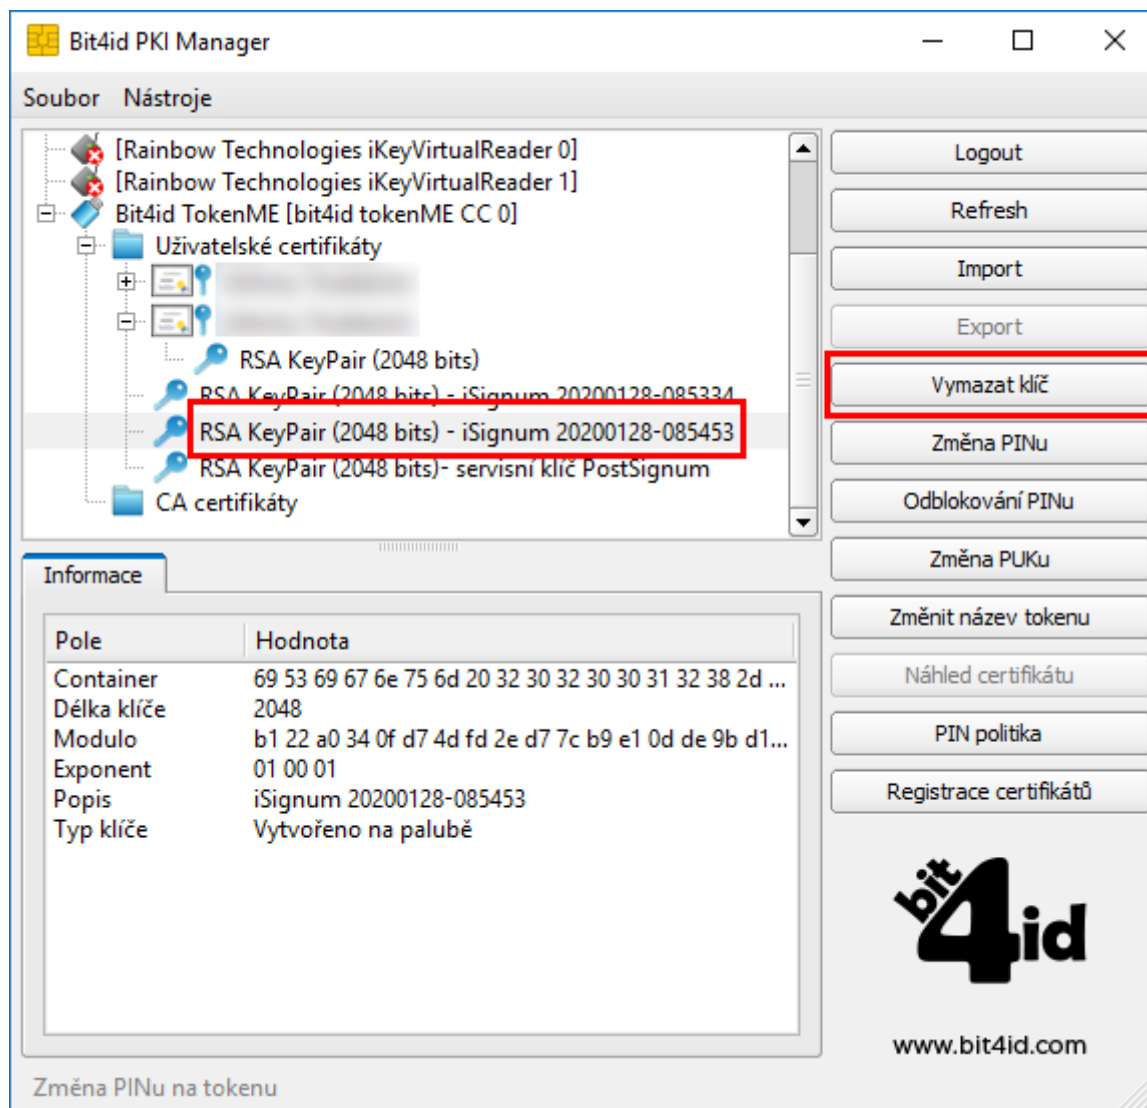 Bit4id PKI Manager
Soubor Nástroje
[Rainbow Technologies iKeyVirtualReader 0]
[Rainbow Technologies iKeyVirtualReader 1]
Bit4id TokenME [bit4id tokenME CC 0]
Uživatelské certifikáty
RSA KeyPair (2048 bits)
RSA KeyPair (2048 bits) - iSignum 20200128-085334
RSA KeyPair (2048 bits) - iSignum 20200128-085453
RSA KeyPair (2048 bits)- servisní klíč PostSignum
CA certifikáty
Logout
Refresh
Import
Export
Vymazat klíč
Změna PINu
Odblokování PINu
Změna PUKu
Změnit název tokenu
Náhled certifikátu
PIN politika
Registrace certifikátů
Informace
Pole Hodnota
Container 69 53 69 67 6e 75 6d 20 32 30 32 30 30 31 32 38 2d ...
Délka klíče 2048
Modulo b1 22 a0 34 0f d7 4d fd 2e d7 7c b9 e1 0d de 9b d1...
Exponent 01 00 01
Popis iSignum 20200128-085453
Typ klíče Vytvořeno na palubě
bit4id
www.bit4id.com
Změna PINu na tokenu